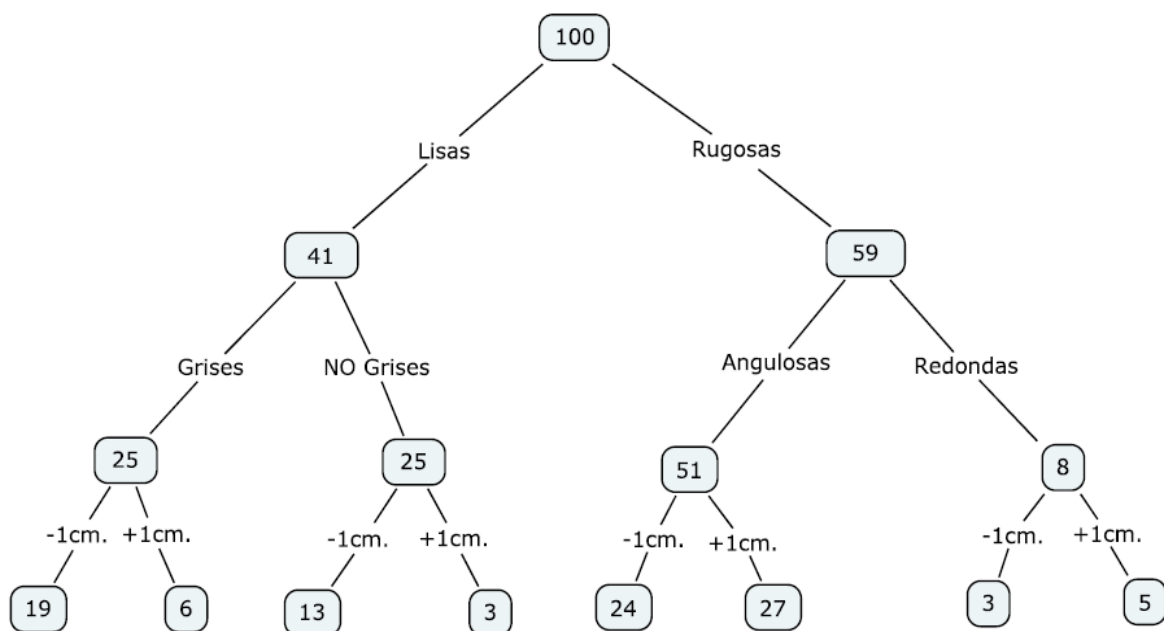 100
Lisas
Rugosas
41
59
Grises
NO Grises
Angulosas
Redondas
25
25
51
8
-1cm.
+1cm.
-1cm.
+1cm.
-1cm.
+1cm.
-1cm.
+1cm.
19
6
13
3
24
27
3
5